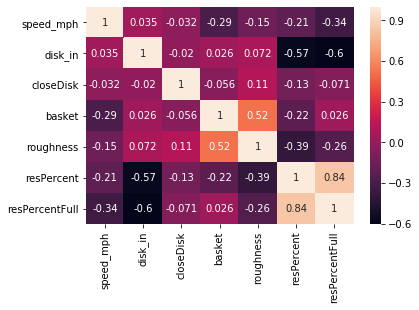 speed_mph 1 0.035 -0.032 -0.29 -0.15 -0.21 -0.34
disk_in 0.035 1 -0.02 0.026 0.072 -0.57 -0.6
closeDisk -0.032 -0.02 1 -0.056 0.11 -0.13 -0.071
basket -0.29 0.026 -0.056 1 0.52 -0.22 0.026
roughness -0.15 0.072 0.11 0.52 1 -0.39 -0.26
resPercent -0.21 -0.57 -0.13 -0.22 -0.39 1 0.84
resPercentFull -0.34 -0.6 -0.071 0.026 -0.26 0.84 1
speed_mph
disk_in
closeDisk
basket
roughness
resPercent
resPercentFull
0.9
0.6
0.3
0.0
-0.3
-0.6